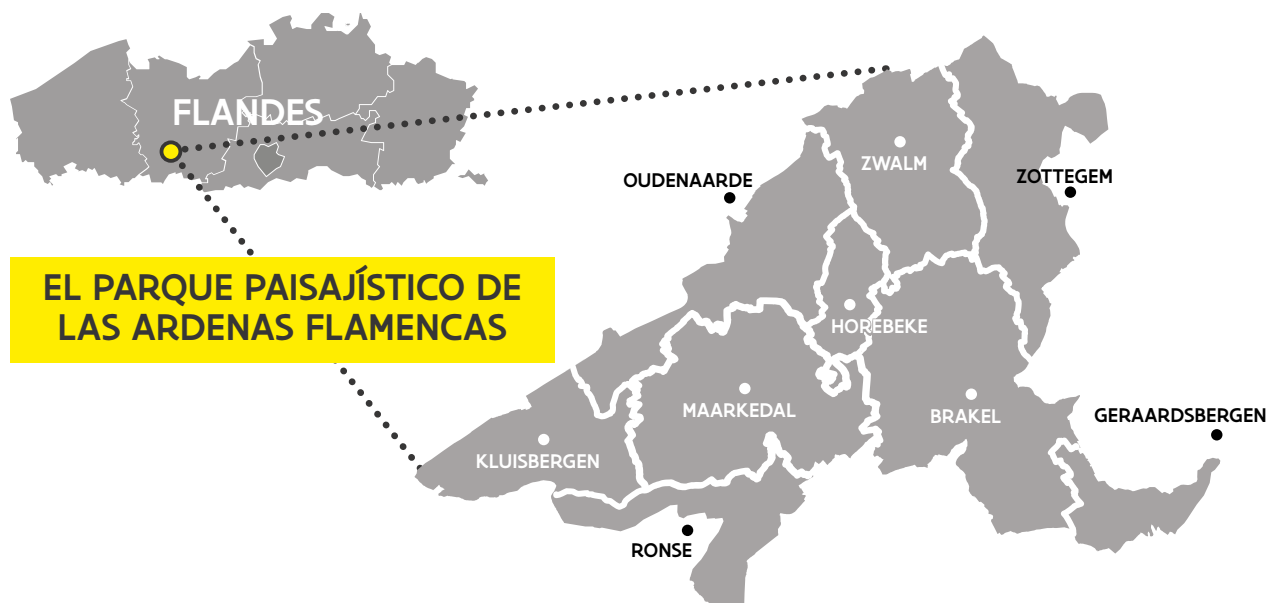 FLANDES
EL PARQUE PAISAJÍSTICO DE
LAS ARDENAS FLAMENCAS
ZWALM
OUDENAARDE
ZOTTEGEM
HOREBEKE
MAARKEDAL
BRAKEL
GERAARDSBERGEN
KLUISBERGEN
RONSE